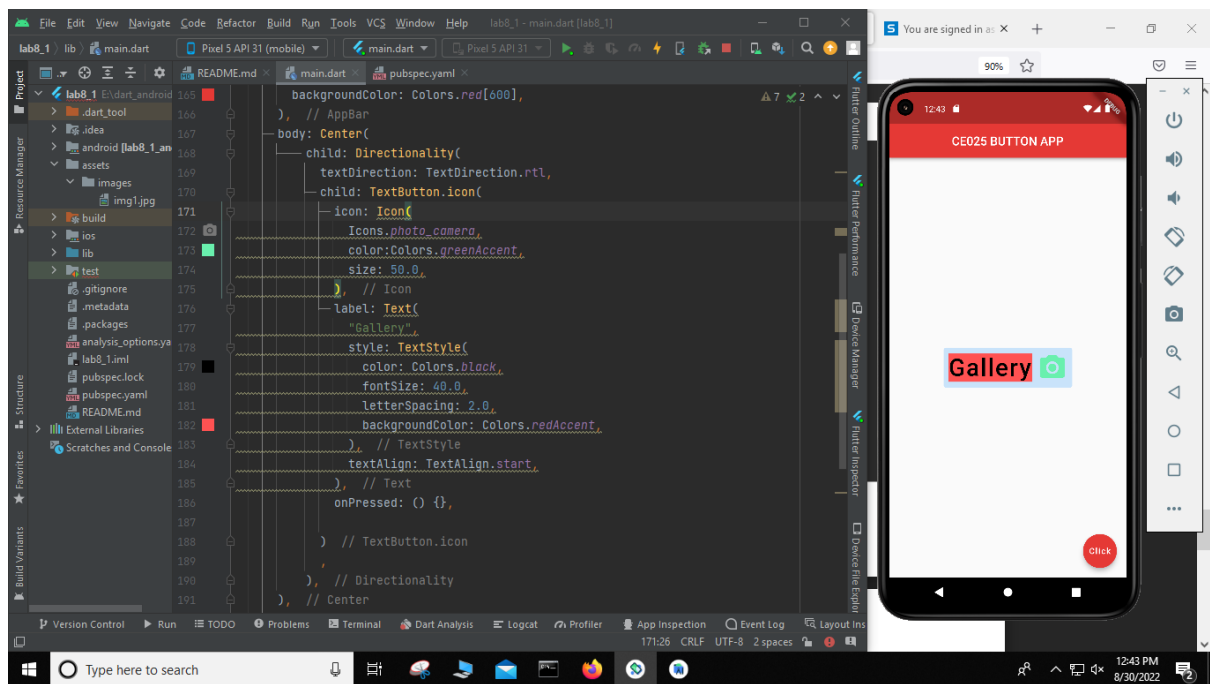 File Edit View Navigate Code Refactor Build Run Tools VCS Window Help lab8_1 - main.dart [lab8_1]
lab8_1 lib main.dart Pixel 5 API 31 (mobile) main.dart Pixel 5 API 31
README.md main.dart pubspec.yaml
Project
Resource Manager
Structure
Favorites
Build Variants
lab8_1 E:\dart_android
.dart_tool
.idea
android [lab8_1_an
assets
images
img1.jpg
build
ios
lib
test
.gitignore
.metadata
.packages
analysis_options.ya
lab8_1.iml
pubspec.lock
pubspec.yaml
README.md
External Libraries
Scratches and Console
7 2
165 backgroundColor: Colors.red[600],
166 ), // AppBar
167 body: Center(
168 child: Directionality(
169 textDirection: TextDirection.rtl,
170 child: TextButton.icon(
171 icon: Icon(
172 Icons.photo_camera,
173 color:Colors.greenAccent,
174 size: 50.0,
175 ), // Icon
176 label: Text(
177 "Gallery",
178 style: TextStyle(
179 color: Colors.black,
180 fontSize: 40.0,
181 letterSpacing: 2.0,
182 backgroundColor: Colors.redAccent,
183 ), // TextStyle
184 textAlign: TextAlign.start,
185 ), // Text
186 onPressed: () {},
187
188 ) // TextButton.icon
189 ,
190 ), // Directionality
191 ), // Center
Flutter Outline
Flutter Performance
Device Manager
Flutter Inspector
Device File Explor
Version Control Run TODO Problems Terminal Dart Analysis Logcat Profiler App Inspection Event Log Layout Ins
171:26 CRLF UTF-8 2 spaces
You are signed in as
90%
12:43
DEBUG
CE025 BUTTON APP
Gallery
Click
Type here to search
12:43 PM
8/30/2022
2